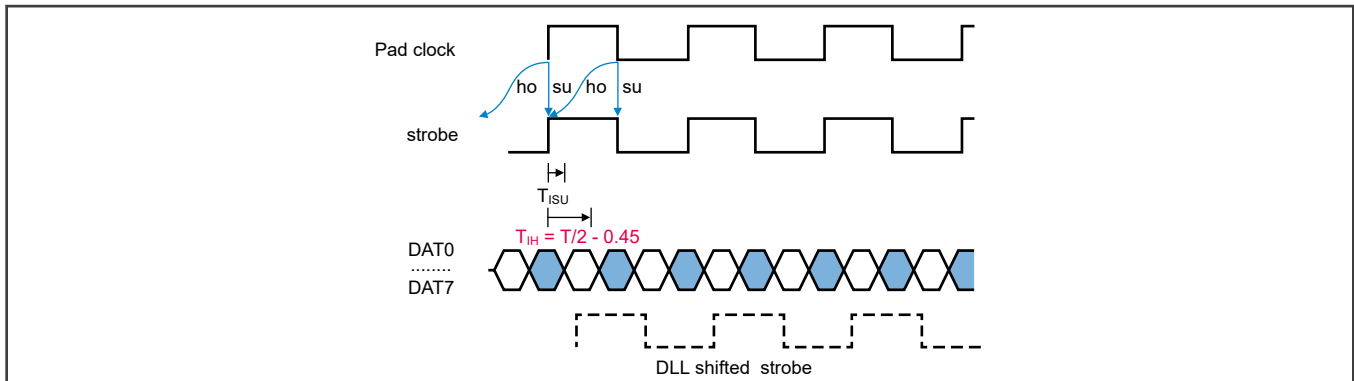 Pad clock
ho su ho su
strobe
TISU
TIH = T/2 - 0.45
DAT0
........
DAT7
DLL shifted strobe